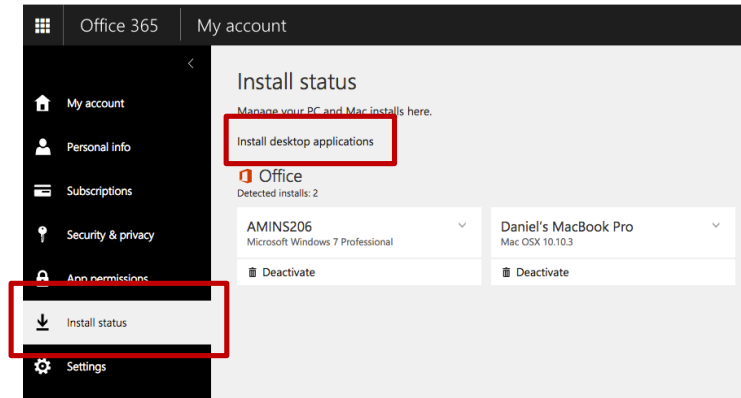 Office 365
My account
My account
Personal info
Subscriptions
Security & privacy
App permissions
Install status
Settings
Install status
Manage your PC and Mac installs here.
Install desktop applications
Office
Detected installs: 2
AMINS206
Microsoft Windows 7 Professional
Deactivate
Daniel's MacBook Pro
Mac OSX 10.10.3
Deactivate